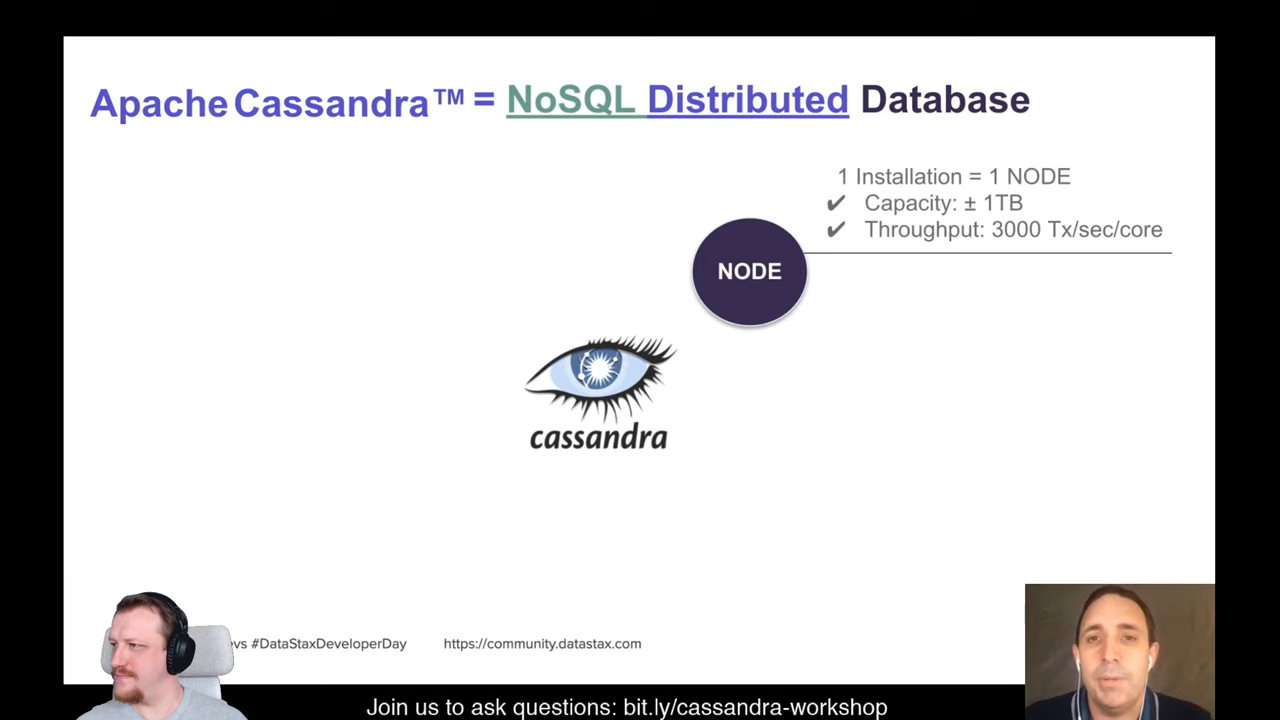 Apache Cassandra™ = NoSQL Distributed Database
1 Installation = 1 NODE
✔ Capacity: ± 1TB
✔ Throughput: 3000 Tx/sec/core
NODE
cassandra
#DataStaxDeveloperDay https://community.datastax.com
Join us to ask questions: bit.ly/cassandra-workshop